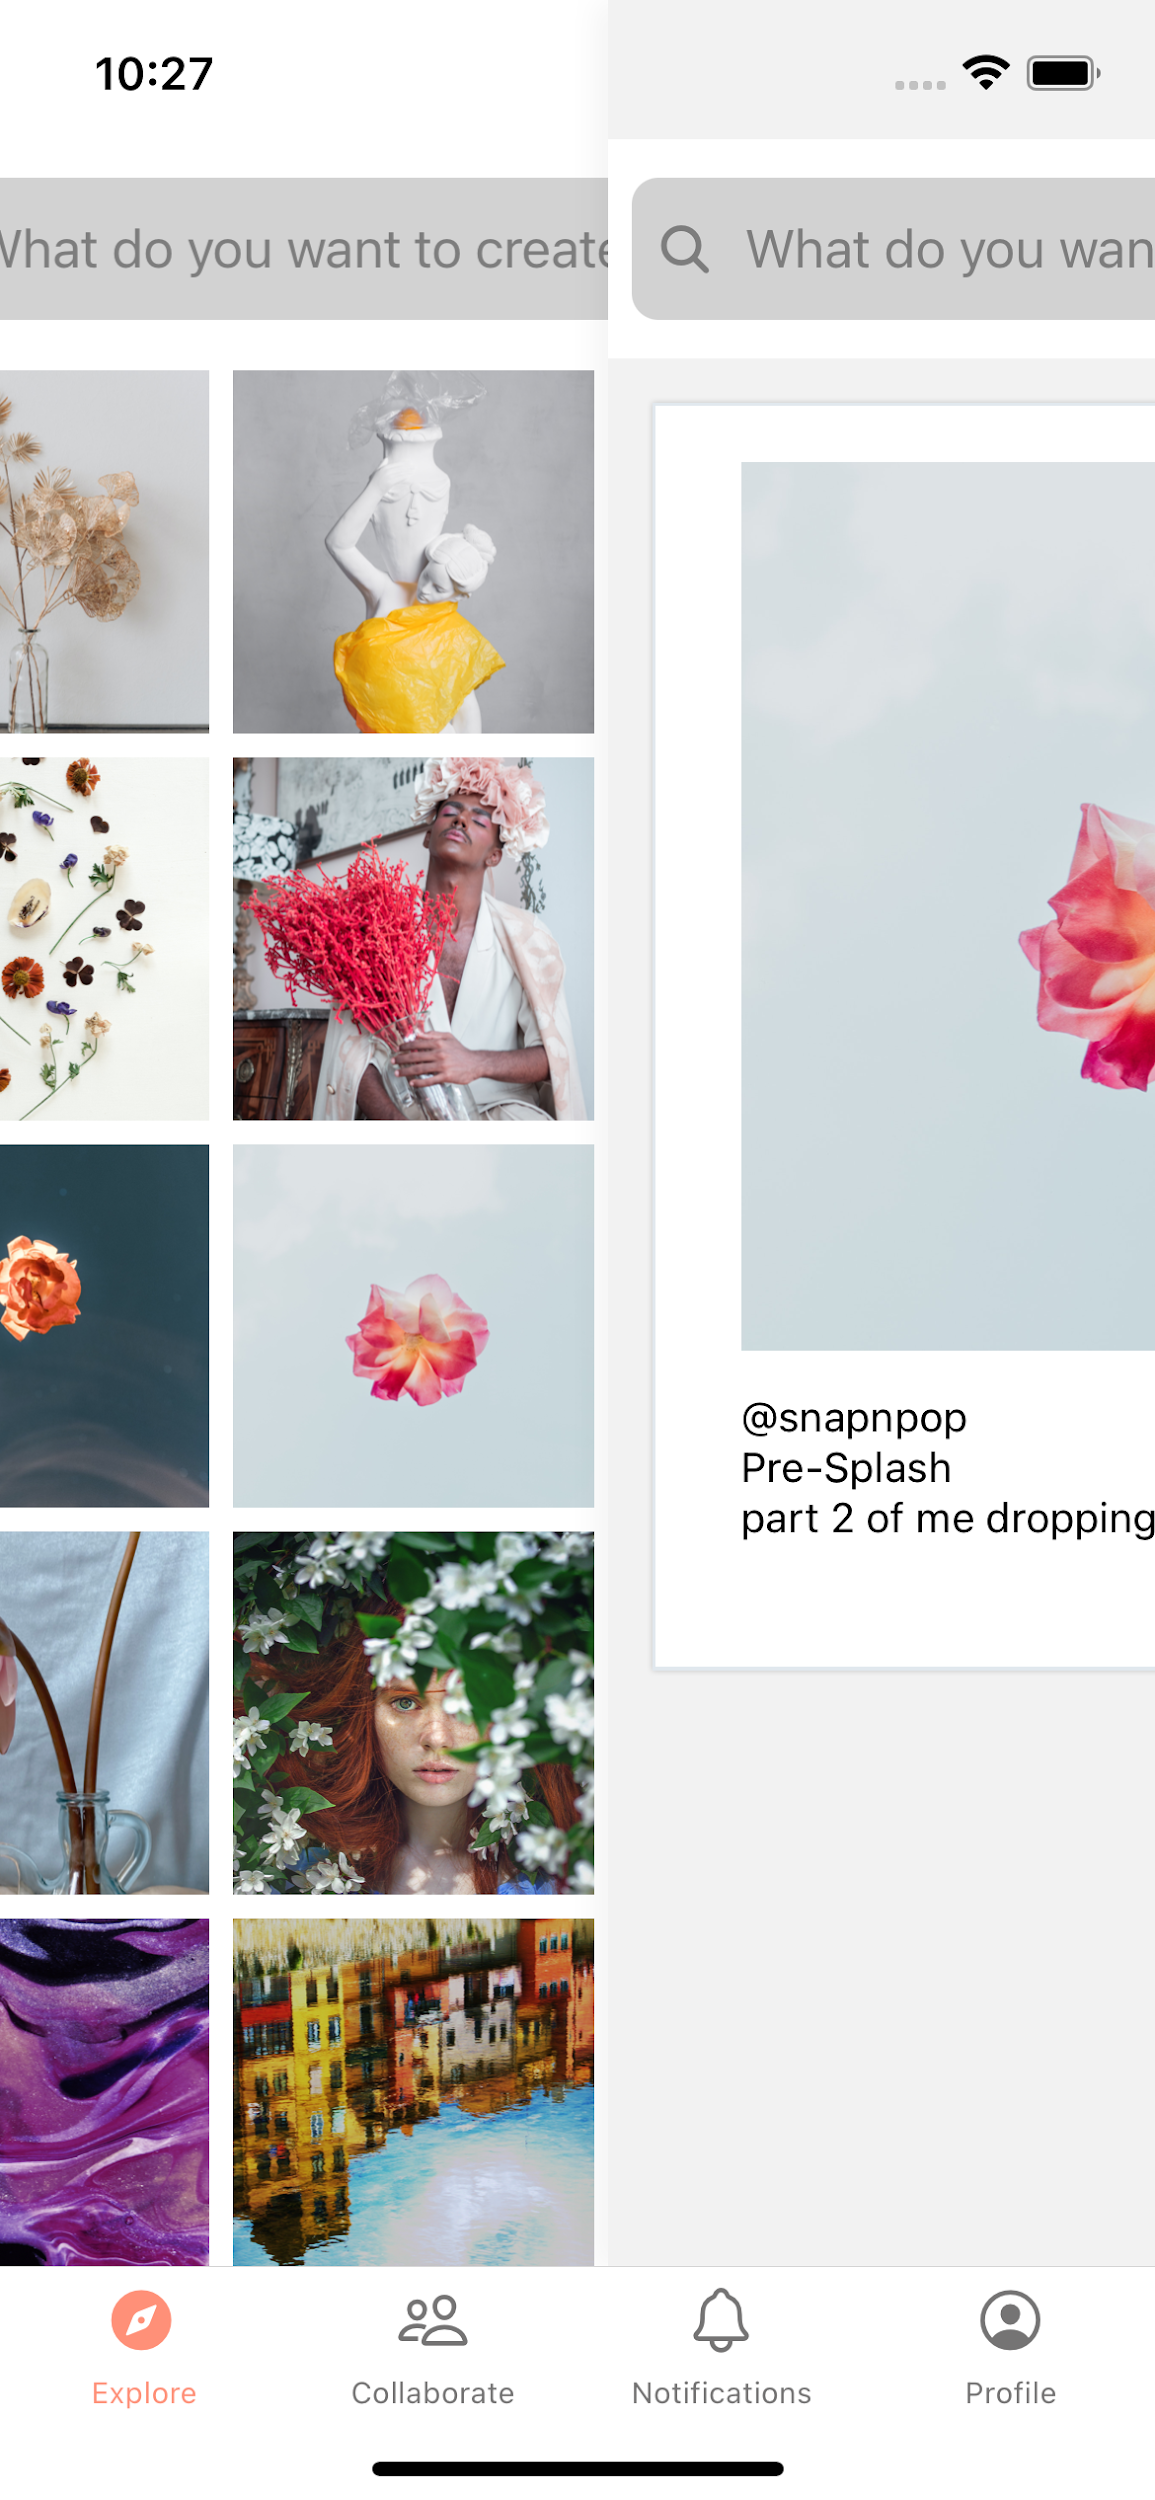 10:27
What do you want to create
What do you wan
@snapnpop
Pre-Splash
part 2 of me dropping
Explore
Collaborate
Notifications
Profile